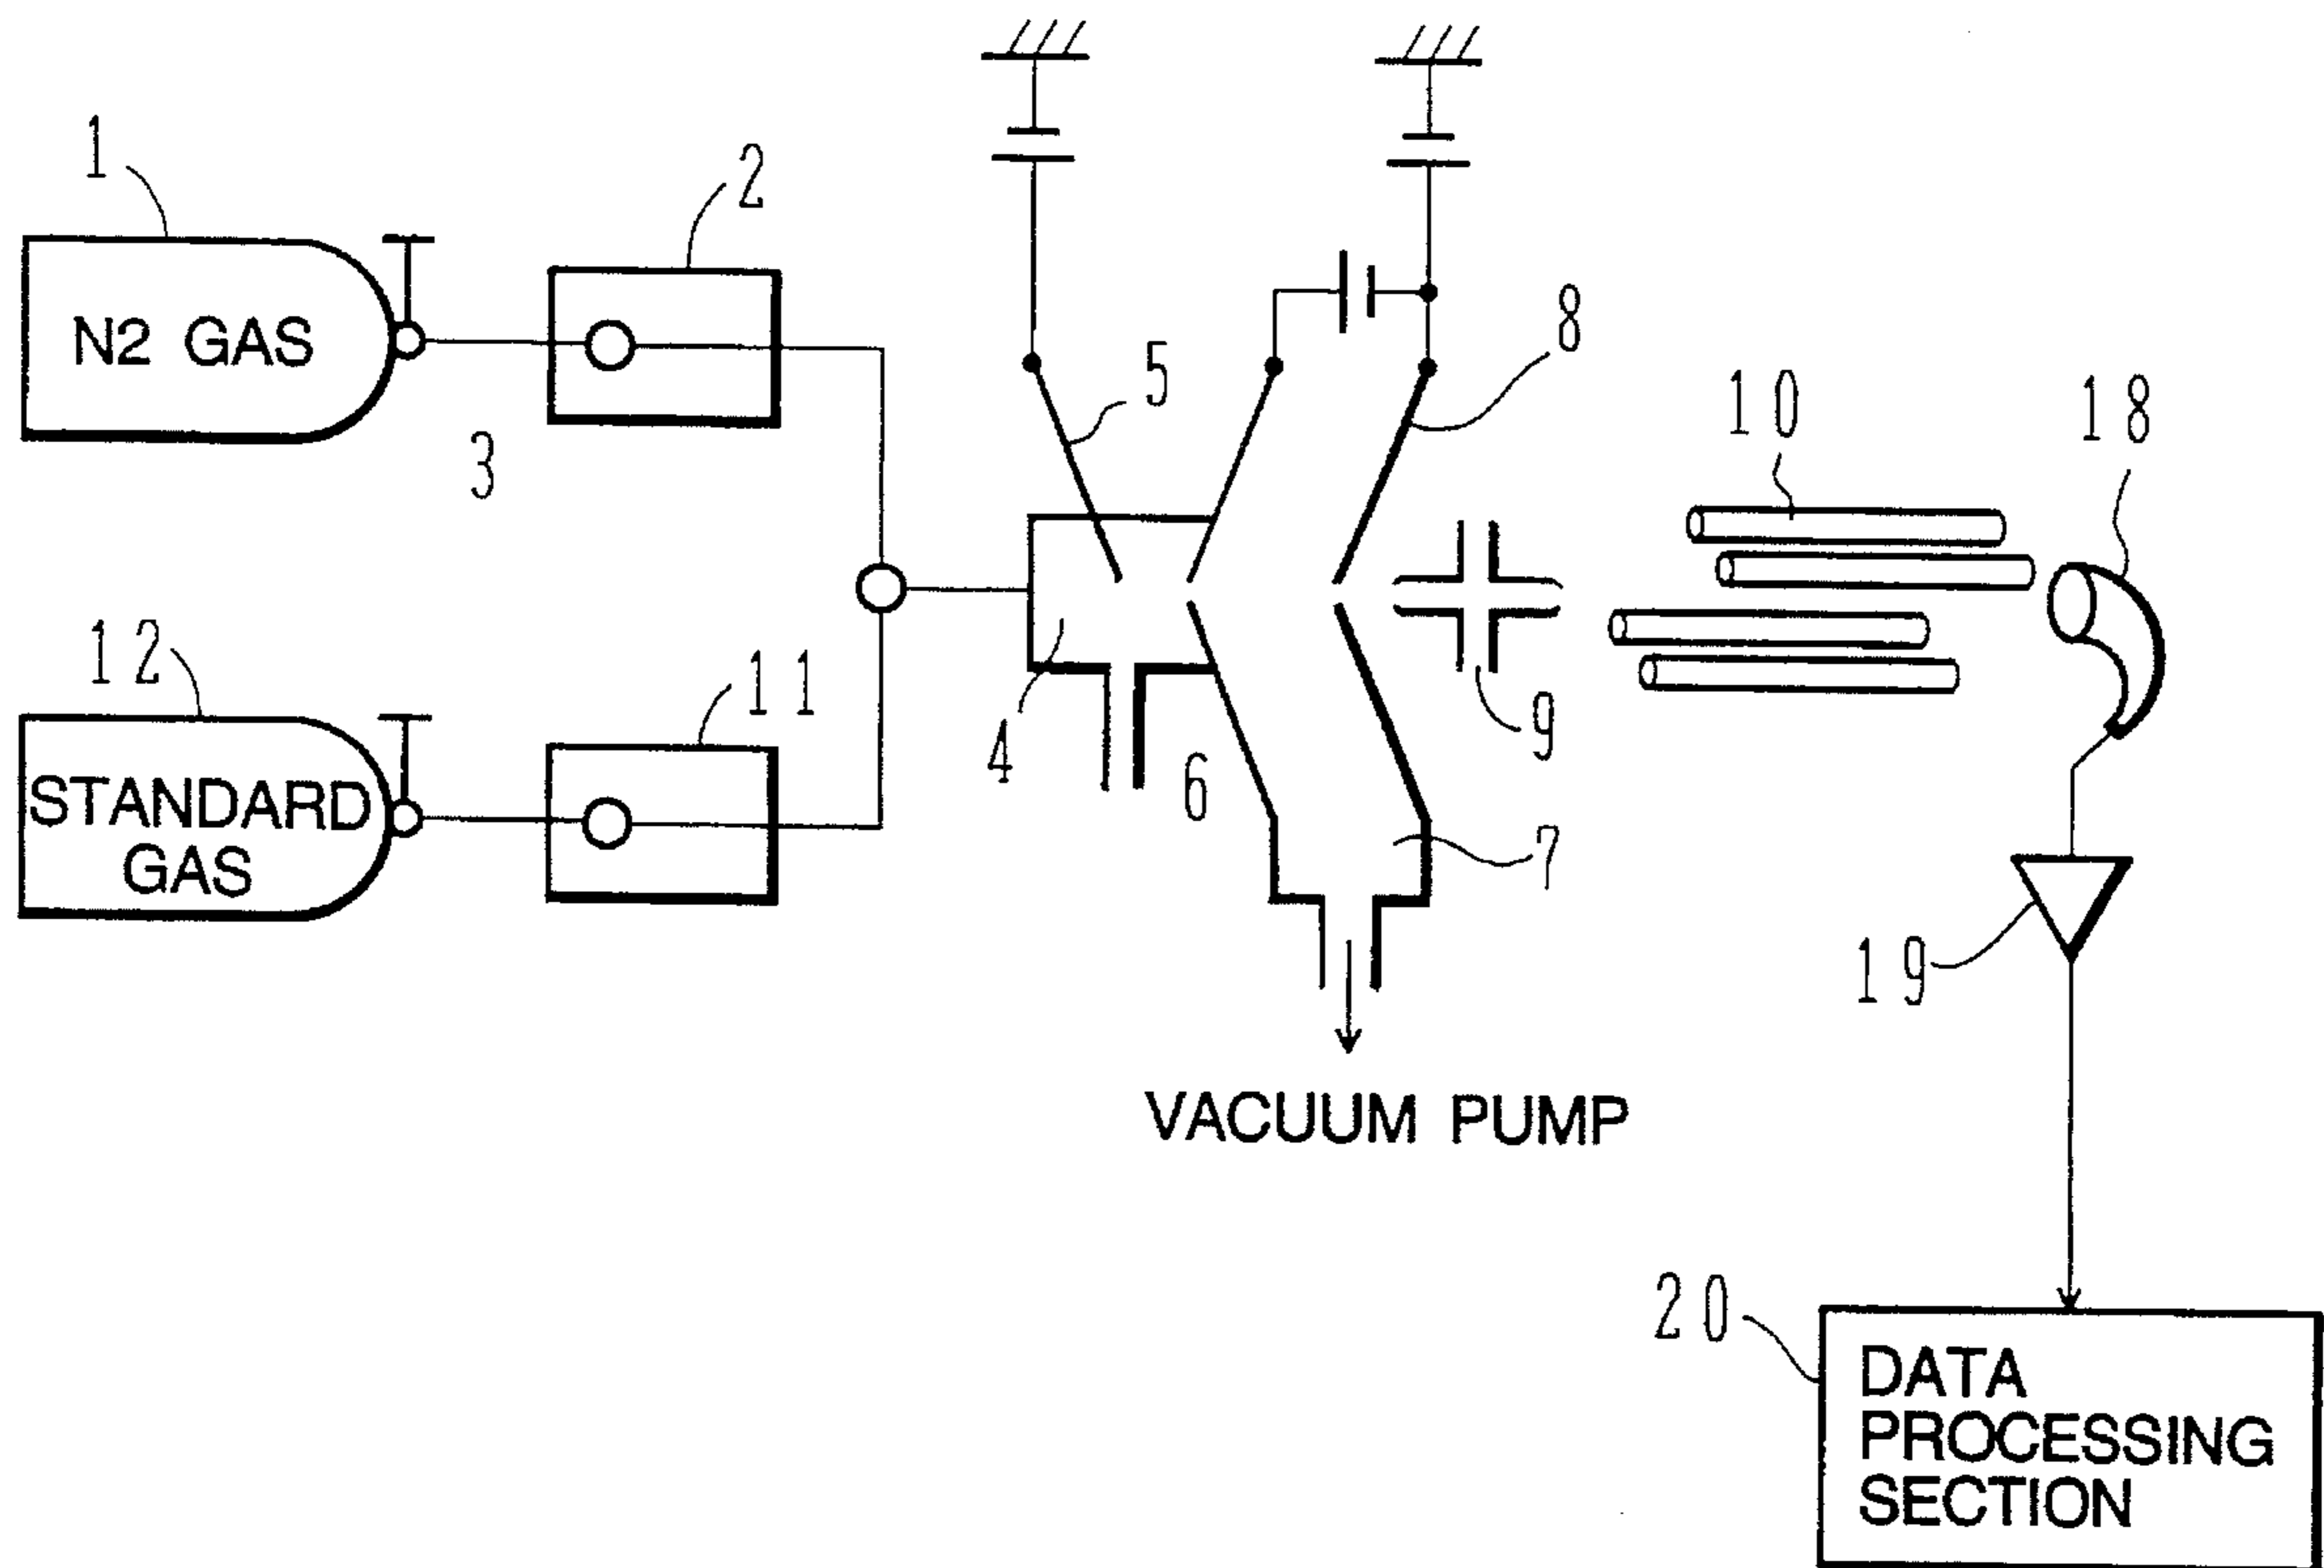 1
2
N2 GAS
3
5
8
10
18
12
STANDARD
GAS
11
4
6
9
7
19
VACUUM PUMP
20
DATA
PROCESSING
SECTION